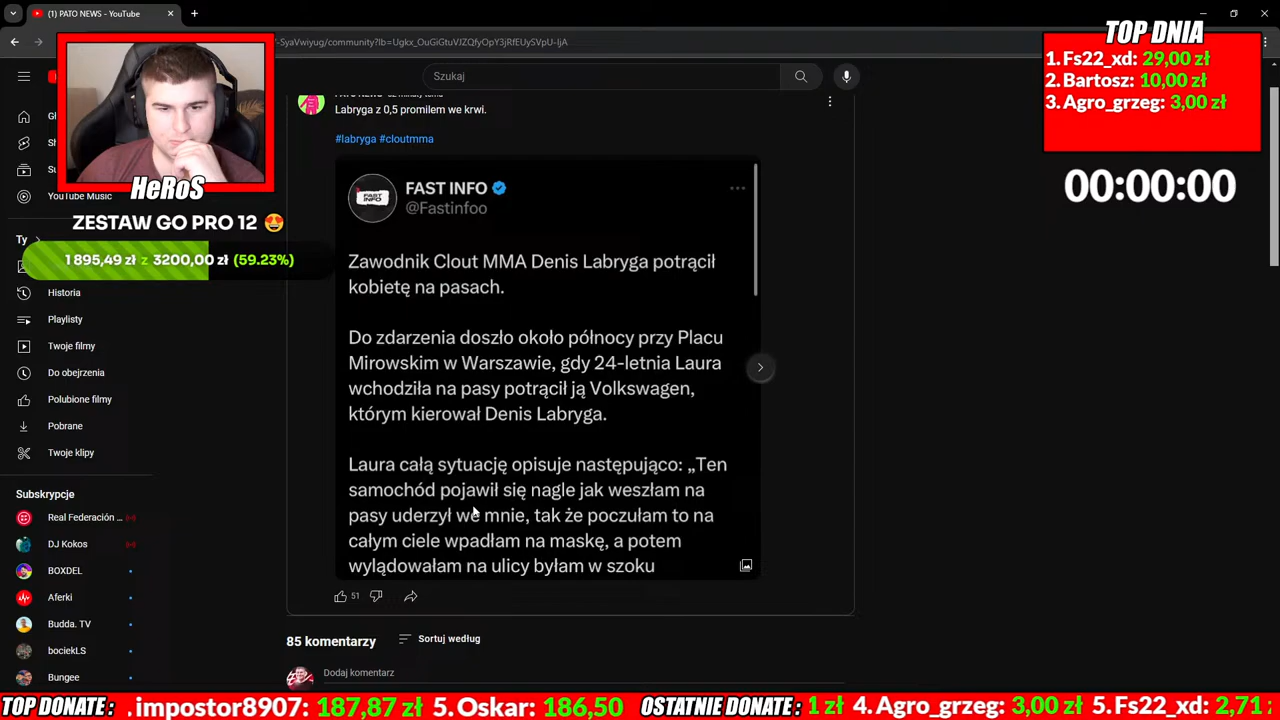 (1) PATO NEWS - YouTube
-SyaVwiyug/community?lb=Ugkx_OuGiGtuVJZQfyOpY3jRfEUySVpU-IjA
Szukaj
TOP DNIA
1. Fs22_xd: 29,00 zł
2. Bartosz: 10,00 zł
3. Agro_grzeg: 3,00 zł
00:00:00
HeRoS
YouTube Music
ZESTAW GO PRO 12 😍
1 895,49 zł z 3200,00 zł (59.23%)
Ty
Historia
Playlisty
Twoje filmy
Do obejrzenia
Polubione filmy
Pobrane
Twoje klipy
Subskrypcje
Real Federación ...
DJ Kokos
BOXDEL
Aferki
Budda. TV
bociekLS
Bungee
Labryga z 0,5 promilem we krwi.
#labryga #cloutmma
FAST INFO
FAST INFO
@Fastinfoo
Zawodnik Clout MMA Denis Labryga potrącił
kobietę na pasach.
Do zdarzenia doszło około północy przy Placu
Mirowskim w Warszawie, gdy 24-letnia Laura
wchodziła na pasy potrącił ją Volkswagen,
którym kierował Denis Labryga.
Laura całą sytuację opisuje następująco: „Ten
samochód pojawił się nagle jak weszłam na
pasy uderzył we mnie, tak że poczułam to na
całym ciele wpadłam na maskę, a potem
wylądowałam na ulicy byłam w szoku
51
85 komentarzy
Sortuj według
Dodaj komentarz
TOP DONATE : . impostor8907: 187,87 zł 5. Oskar: 186,50
OSTATNIE DONATE : 1 zł 4. Agro_grzeg: 3,00 zł 5. Fs22_xd: 2,71